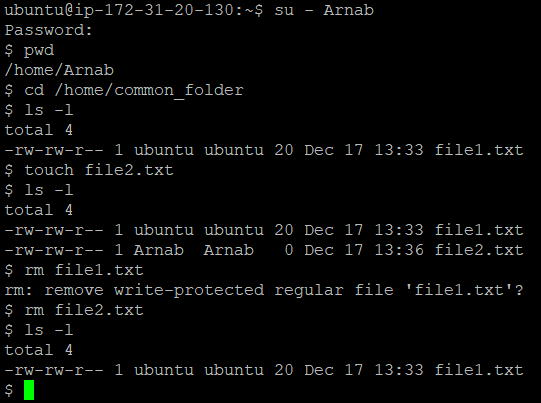 ubuntu@ip-172-31-20-130:~$ su - Arnab
Password:
$ pwd
/home/Arnab
$ cd /home/common_folder
$ ls -l
total 4
-rw-rw-r-- 1 ubuntu ubuntu 20 Dec 17 13:33 file1.txt
$ touch file2.txt
$ ls -l
total 4
-rw-rw-r-- 1 ubuntu ubuntu 20 Dec 17 13:33 file1.txt
-rw-rw-r-- 1 Arnab  Arnab   0 Dec 17 13:36 file2.txt
$ rm file1.txt
rm: remove write-protected regular file 'file1.txt'?
$ rm file2.txt
$ ls -l
total 4
-rw-rw-r-- 1 ubuntu ubuntu 20 Dec 17 13:33 file1.txt
$